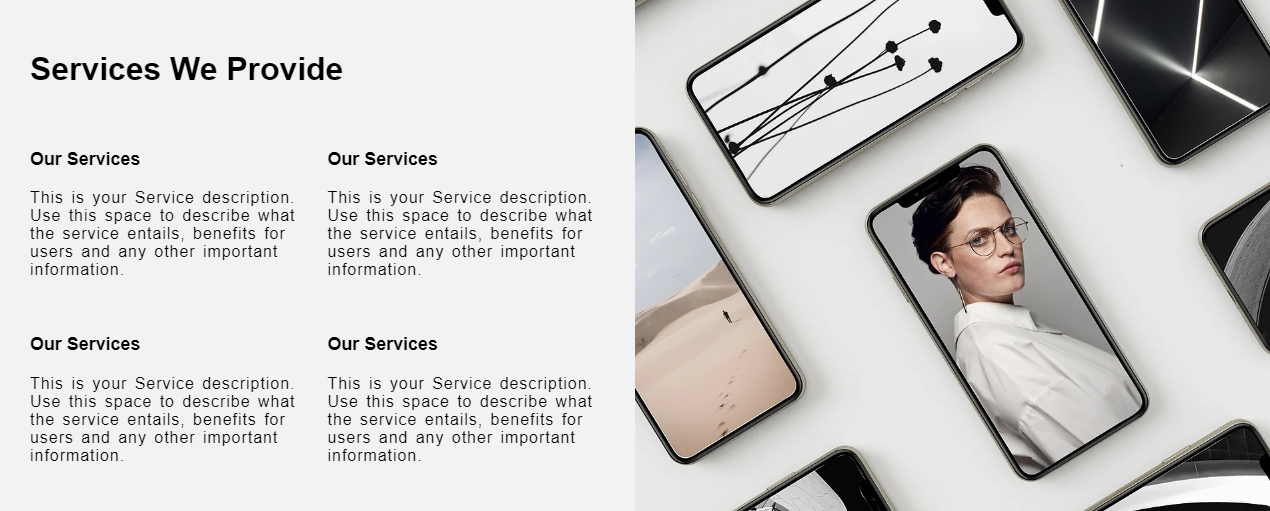 Services We Provide
Our Services
This is your Service description.
Use this space to describe what
the service entails, benefits for
users and any other important
information.
Our Services
This is your Service description.
Use this space to describe what
the service entails, benefits for
users and any other important
information.
Our Services
This is your Service description.
Use this space to describe what
the service entails, benefits for
users and any other important
information.
Our Services
This is your Service description.
Use this space to describe what
the service entails, benefits for
users and any other important
information.